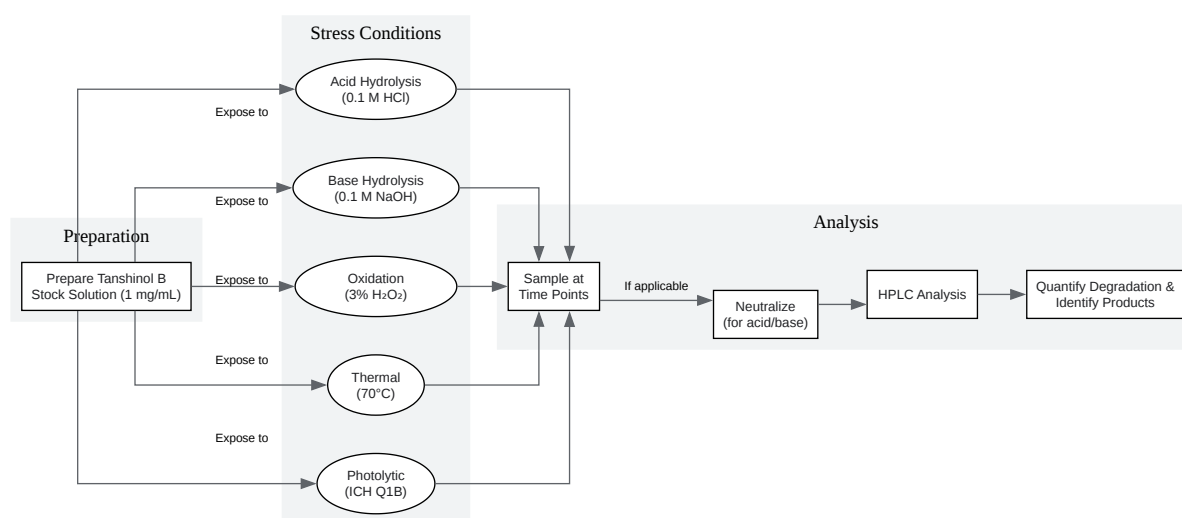 Stress Conditions
Acid Hydrolysis
(0.1 M HCl)
Expose to
Base Hydrolysis
(0.1 M NaOH)
Expose to
Preparation
Prepare Tanshinol B
Stock Solution (1 mg/mL)
Expose to
Oxidation
(3% H₂O₂)
Expose to
Thermal
(70°C)
Expose to
Photolytic
(ICH Q1B)
Analysis
Sample at
Time Points
If applicable
Neutralize
(for acid/base)
HPLC Analysis
Quantify Degradation &
Identify Products